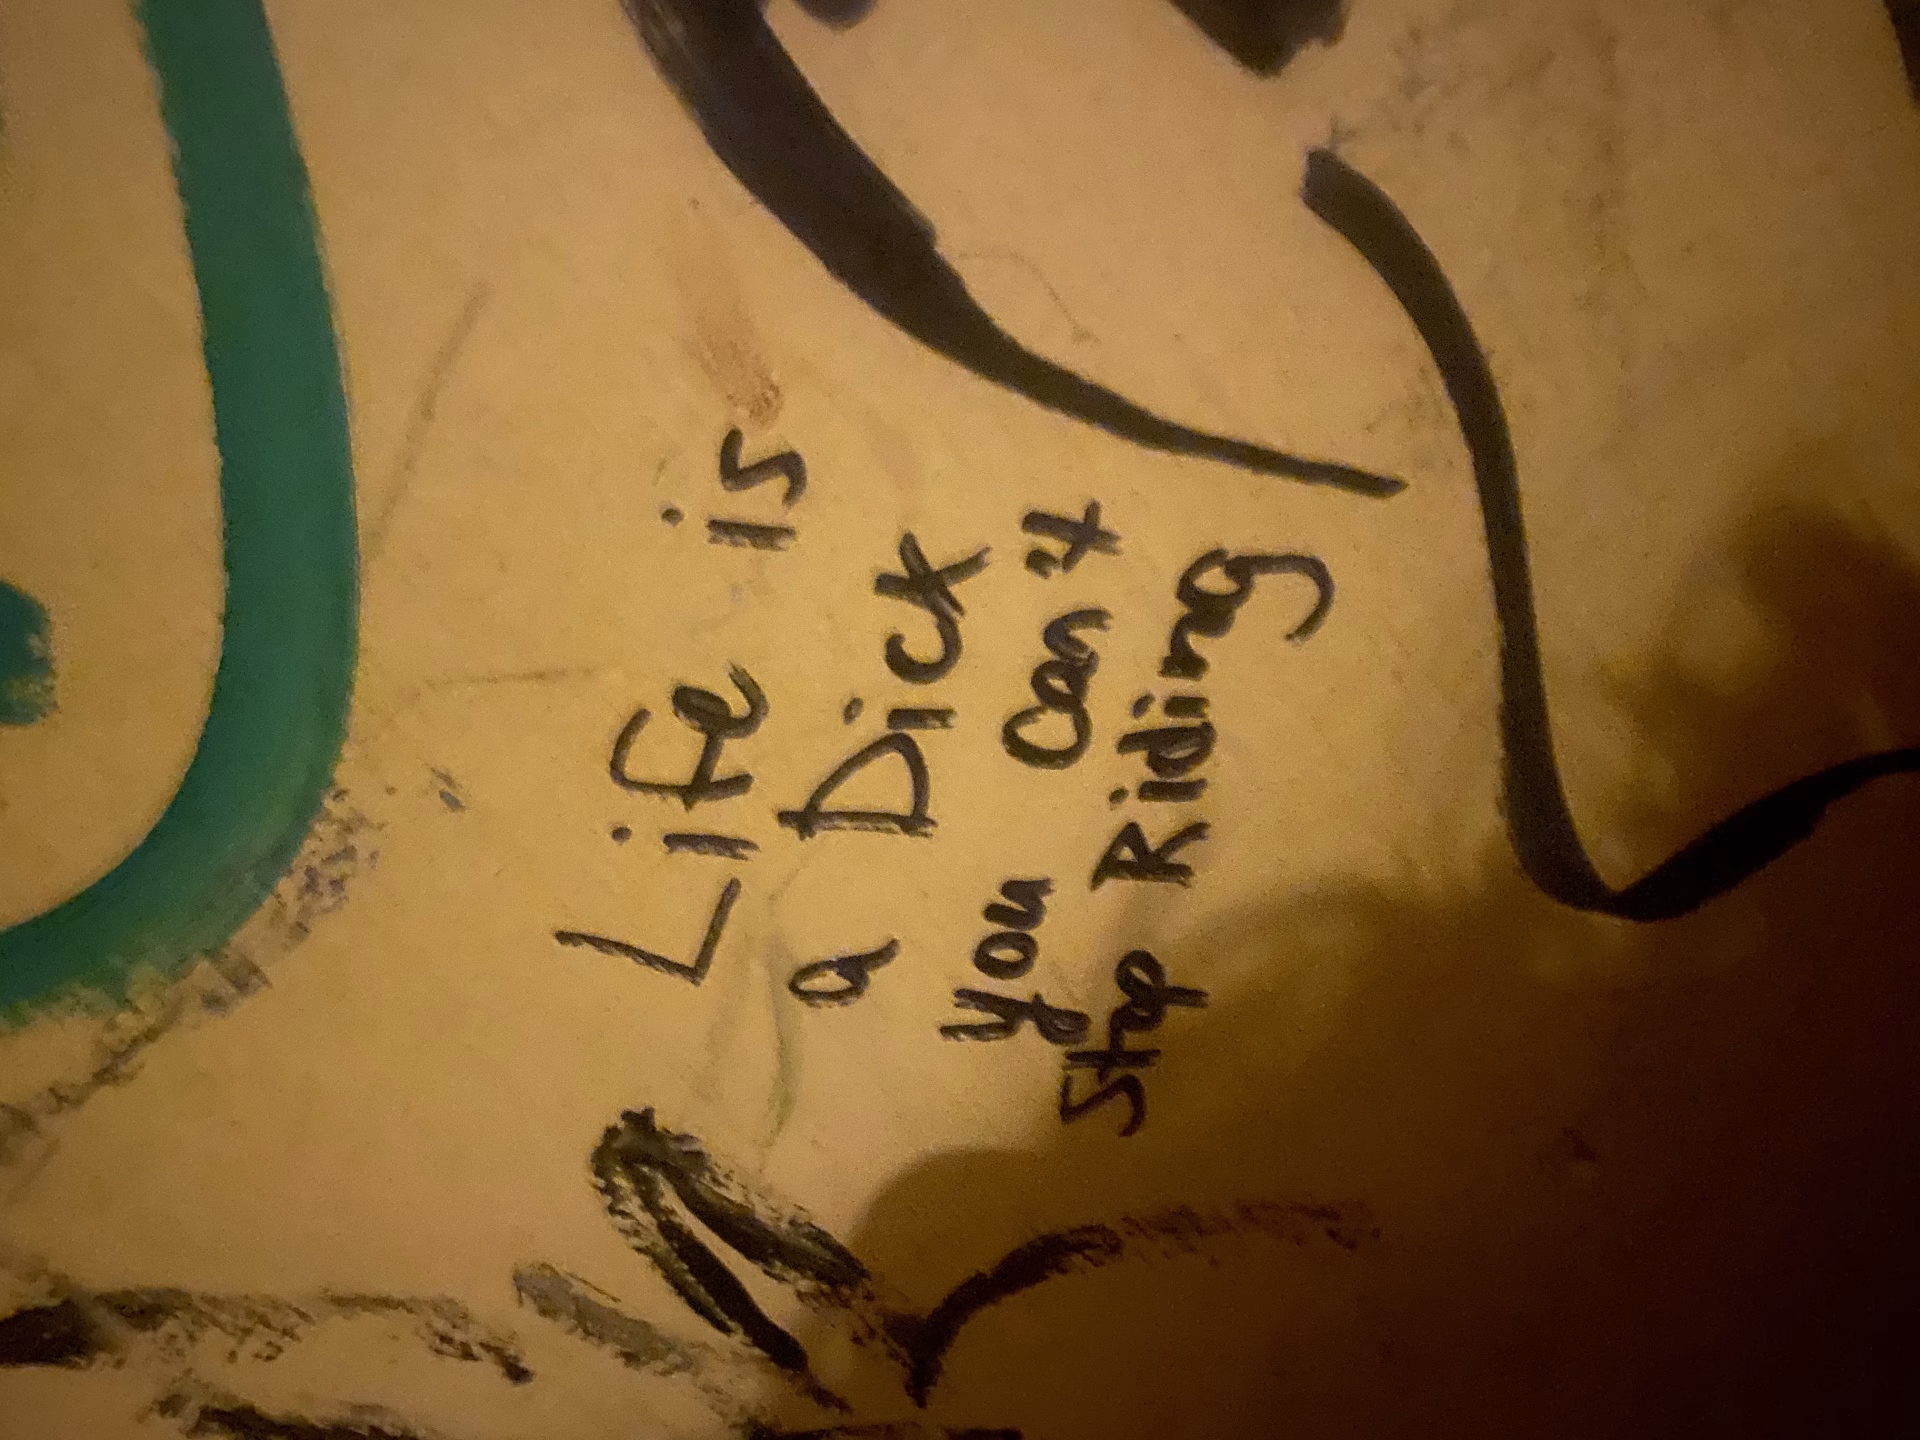 Life is
a Dick
you Can't
Stop Riding